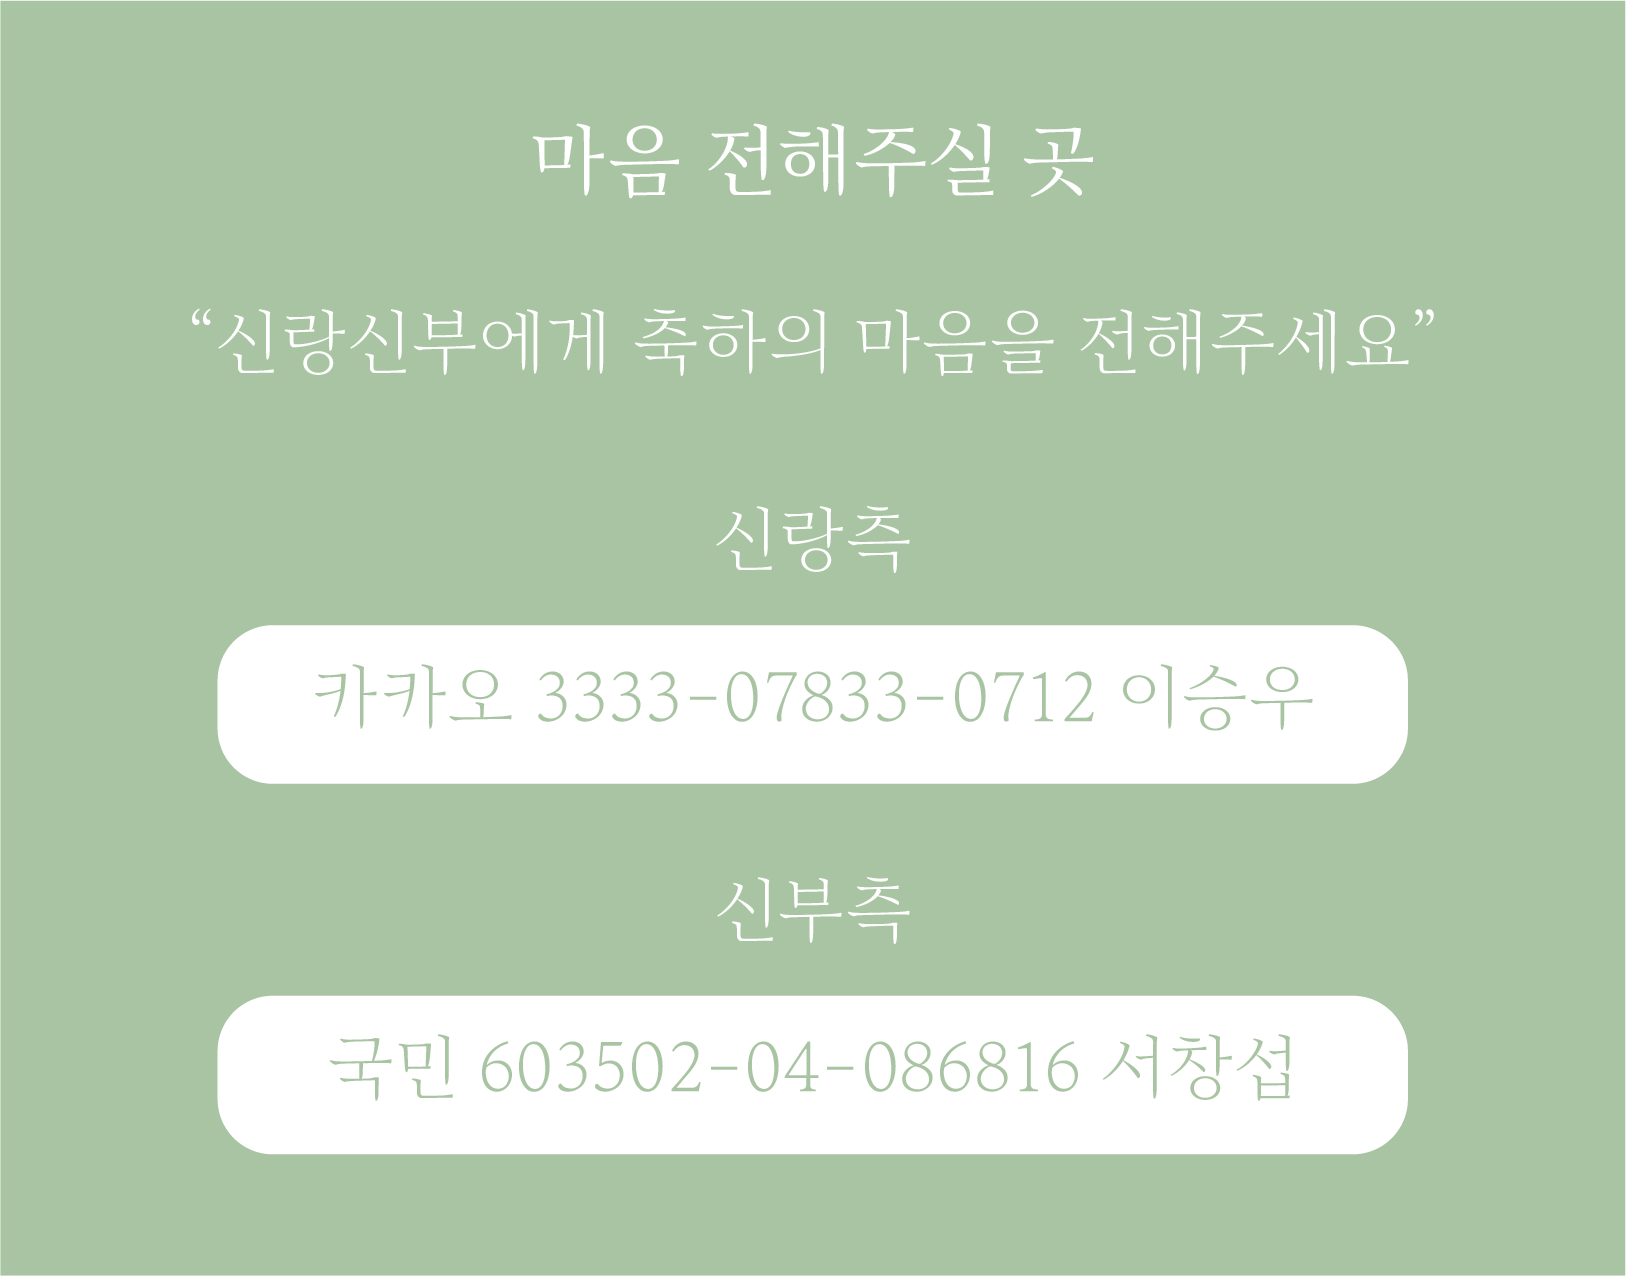 마음 전해주실 곳
“신랑신부에게 축하의 마음을 전해주세요”
신랑측
카카오 3333-07833-0712 이승우
신부측
국민 603502-04-086816 서창섭